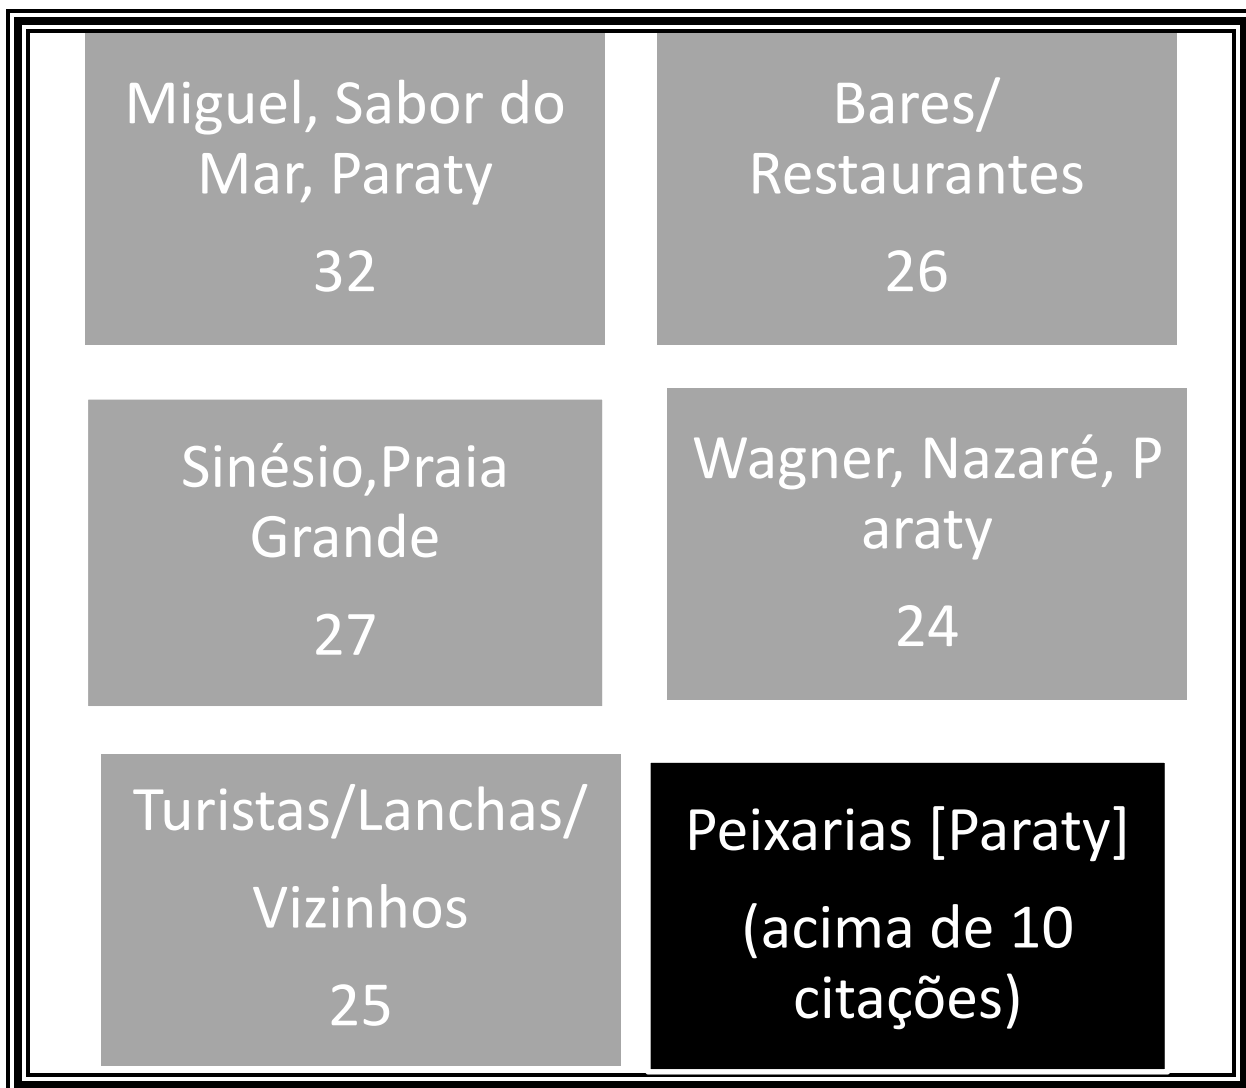 Miguel, Sabor do
Mar, Paraty
32
Bares/
Restaurantes
26
Sinésio,Praia
Grande
27
Wagner, Nazaré, P
araty
24
Turistas/Lanchas/
Vizinhos
25
Peixarias [Paraty]
(acima de 10
citações)